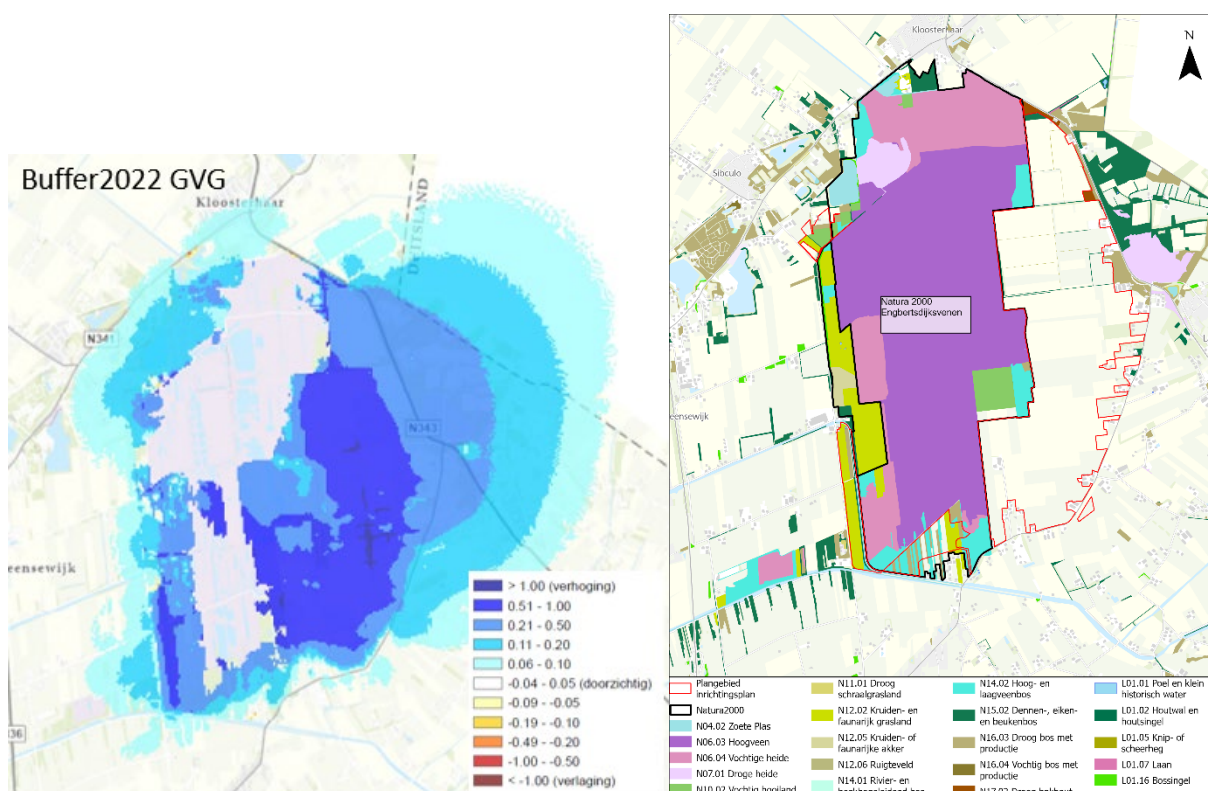 Buffer2022 GVG
Kloosterhaar
DUITSLAND
N341
N343
eensewijk
36
> 1.00 (verhoging)
0.51 - 1.00
0.21 - 0.50
0.11 - 0.20
0.06 - 0.10
-0.04 - 0.05 (doorzichtig)
-0.09 - -0.05
-0.19 - -0.10
-0.49 - -0.20
-1.00 - -0.50
< -1.00 (verlaging)
Kloosterhaar
N
Sibculo
Natura 2000
Engbertsdijksvenen
eensewijk
Plangebied
inrichtingsplan
Natura2000
N04.02 Zoete Plas
N06.03 Hoogveen
N06.04 Vochtige heide
N07.01 Droge heide
N10.02 Vochtig hooiland
N11.01 Droog
schraalgrasland
N12.02 Kruiden- en
faunarijk grasland
N12.05 Kruiden- of
faunarijke akker
N12.06 Ruigteveld
N14.01 Rivier- en
N14.02 Hoog- en
laagveenbos
N15.02 Dennen-, eiken-
en beukenbos
N16.03 Droog bos met
productie
N16.04 Vochtig bos met
productie
L01.01 Poel en klein
historisch water
L01.02 Houtwal en
houtsingel
L01.05 Knip- of
scheerheg
L01.07 Laan
L01.16 Bossingel